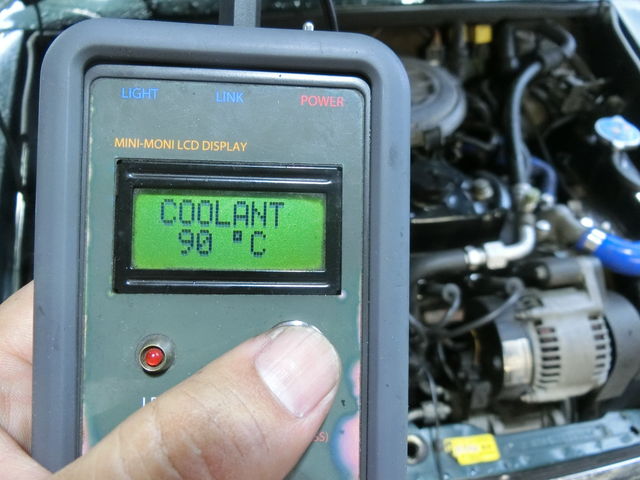 LIGHT LINK POWER
MINI-MONI LCD DISPLAY
COOLANT
90 °C